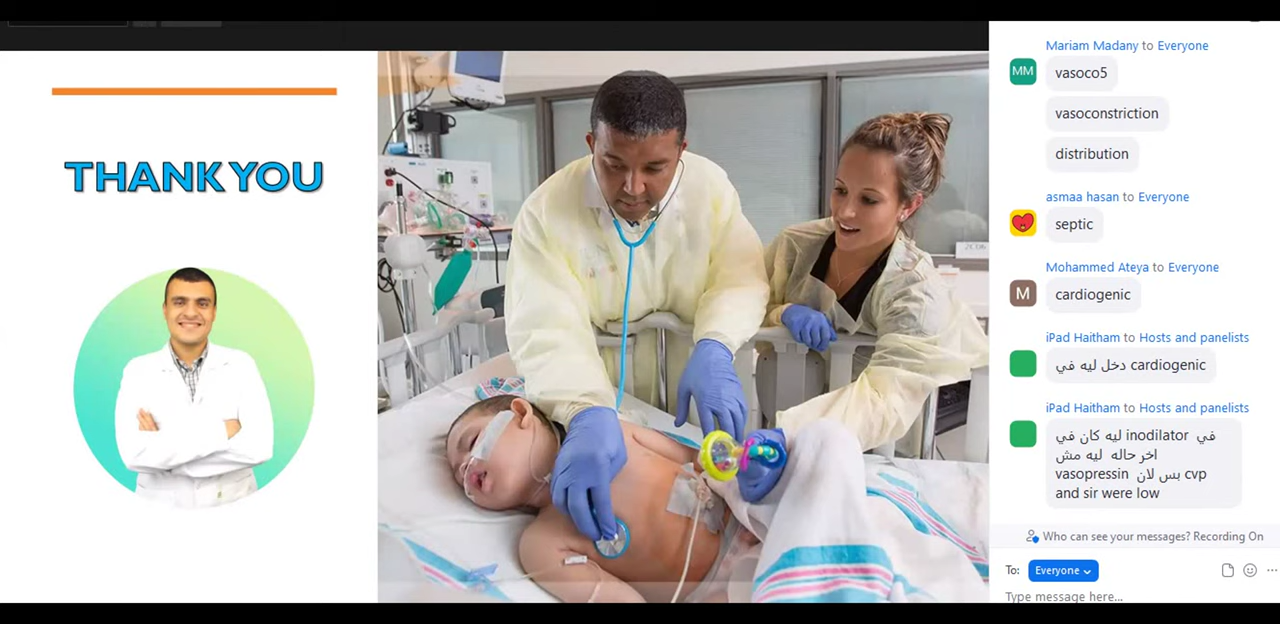 THANK YOU
Mariam Madany to Everyone
MM
vasoco5
vasoconstriction
distribution
asmaa hasan to Everyone
septic
Mohammed Ateya to Everyone
M
cardiogenic
iPad Haitham to Hosts and panelists
دخل ليه في cardiogenic
iPad Haitham to Hosts and panelists
ليه كان في inodilator في
اخر حاله ليه مش
vasopressin بس لان cvp
and sir were low
Who can see your messages? Recording On
To: Everyone
Type message here...